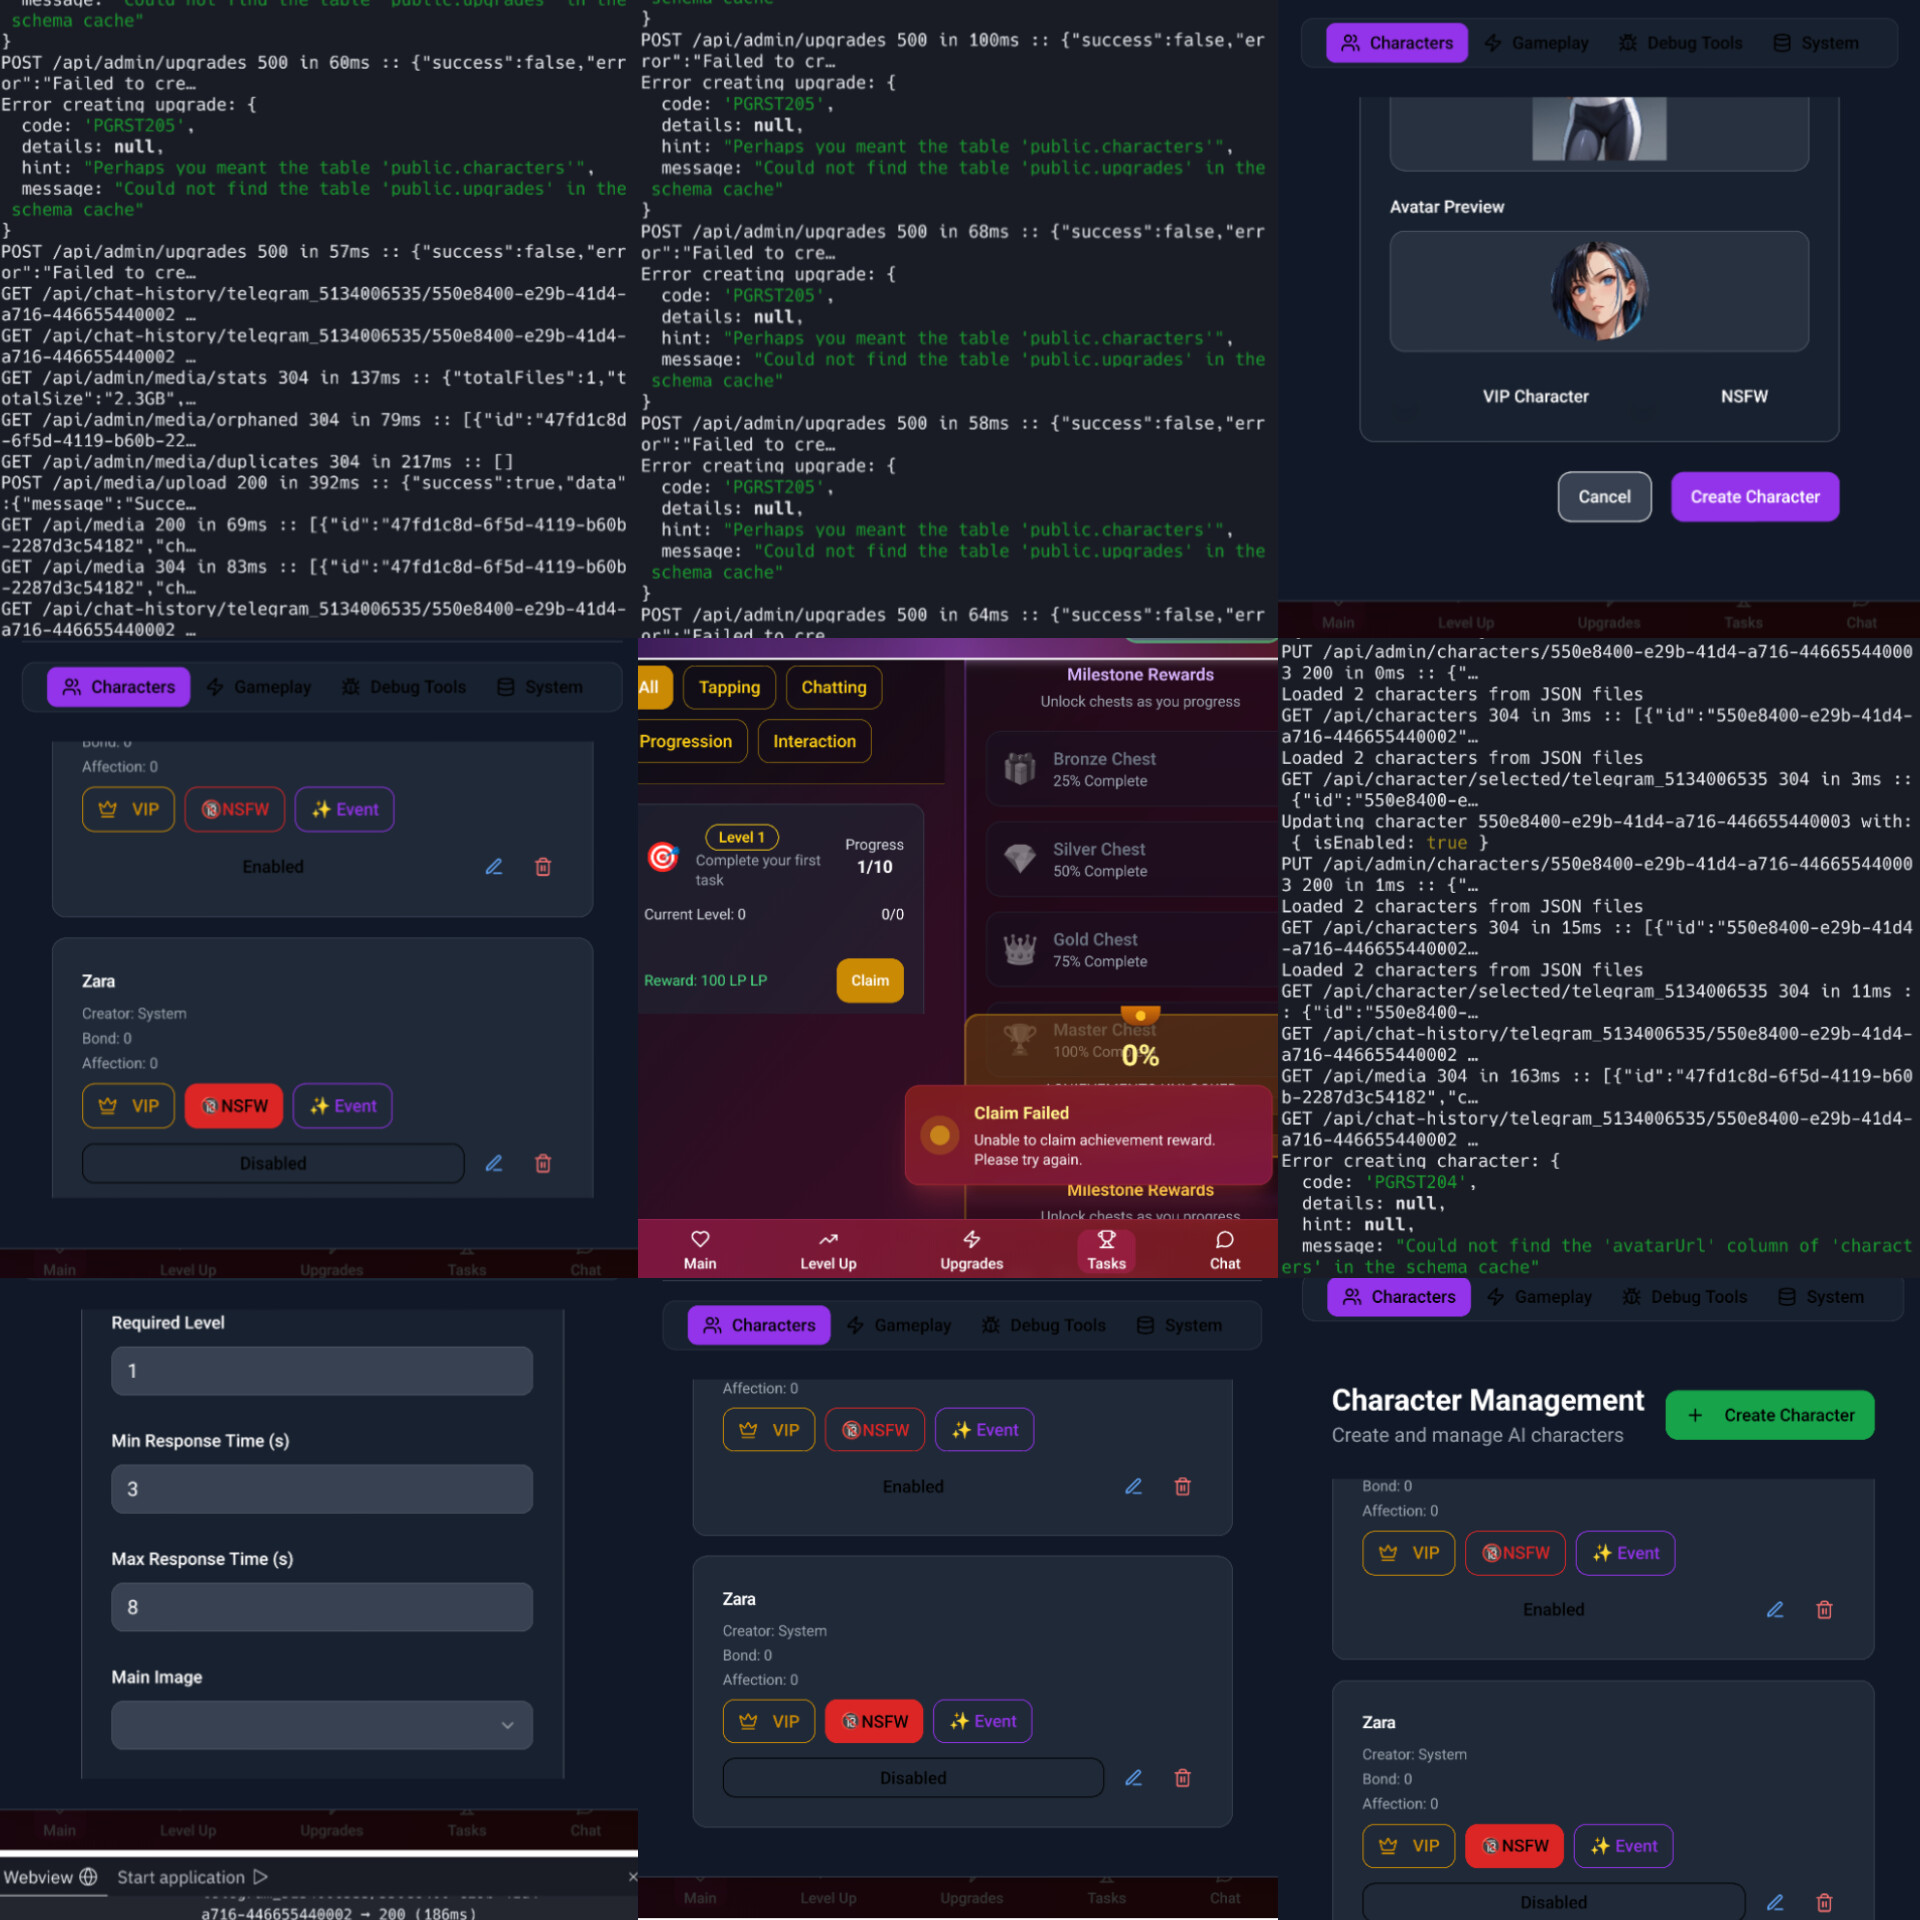 message: "Could not find the table 'public.upgrades' in the
schema cache"
}
POST /api/admin/upgrades 500 in 60ms :: {"success":false,"err
or":"Failed to cre…
Error creating upgrade: {
code: 'PGRST205',
details: null,
hint: "Perhaps you meant the table 'public.characters'",
message: "Could not find the table 'public.upgrades' in the
schema cache"
}
POST /api/admin/upgrades 500 in 57ms :: {"success":false,"err
or":"Failed to cre…
GET /api/chat-history/telegram_5134006535/550e8400-e29b-41d4-
a716-446655440002 …
GET /api/chat-history/telegram_5134006535/550e8400-e29b-41d4-
a716-446655440002 …
GET /api/admin/media/stats 304 in 137ms :: {"totalFiles":1,"t
otalSize":"2.3GB",…
GET /api/admin/media/orphaned 304 in 79ms :: [{"id":"47fd1c8d
-6f5d-4119-b60b-22…
GET /api/admin/media/duplicates 304 in 217ms :: []
POST /api/media/upload 200 in 392ms :: {"success":true,"data"
:{"message":"Succe…
GET /api/media 200 in 69ms :: [{"id":"47fd1c8d-6f5d-4119-b60b
-2287d3c54182","ch…
GET /api/media 304 in 83ms :: [{"id":"47fd1c8d-6f5d-4119-b60b
-2287d3c54182","ch…
GET /api/chat-history/telegram_5134006535/550e8400-e29b-41d4-
a716-446655440002 …
schema cache"
}
POST /api/admin/upgrades 500 in 100ms :: {"success":false,"er
ror":"Failed to cr…
Error creating upgrade: {
code: 'PGRST205',
details: null,
hint: "Perhaps you meant the table 'public.characters'",
message: "Could not find the table 'public.upgrades' in the
schema cache"
}
POST /api/admin/upgrades 500 in 68ms :: {"success":false,"err
or":"Failed to cre…
Error creating upgrade: {
code: 'PGRST205',
details: null,
hint: "Perhaps you meant the table 'public.characters'",
message: "Could not find the table 'public.upgrades' in the
schema cache"
}
POST /api/admin/upgrades 500 in 58ms :: {"success":false,"err
or":"Failed to cre…
Error creating upgrade: {
code: 'PGRST205',
details: null,
hint: "Perhaps you meant the table 'public.characters'",
message: "Could not find the table 'public.upgrades' in the
schema cache"
}
POST /api/admin/upgrades 500 in 64ms :: {"success":false,"err
or":"Failed to cre
Characters Gameplay Debug Tools System
Avatar Preview
VIP Character NSFW
Cancel Create Character
Main Level Up Upgrades Tasks Chat
Characters Gameplay Debug Tools System
Bond: 0
Affection: 0
VIP NSFW Event
Enabled
Zara
Creator: System
Bond: 0
Affection: 0
VIP NSFW Event
Disabled
Main Level Up Upgrades Tasks Chat
All Tapping Chatting
Progression Interaction
Level 1
Complete your first
task
Progress
1/10
Current Level: 0 0/0
Reward: 100 LP LP Claim
Milestone Rewards
Unlock chests as you progress
Bronze Chest
25% Complete
Silver Chest
50% Complete
Gold Chest
75% Complete
Master Chest
100% Com
0%
Claim Failed
Unable to claim achievement reward.
Please try again.
Milestone Rewards
Unlock chests as you progress
Main Level Up Upgrades Tasks Chat
PUT /api/admin/characters/550e8400-e29b-41d4-a716-44665544000
3 200 in 0ms :: {"…
Loaded 2 characters from JSON files
GET /api/characters 304 in 3ms :: [{"id":"550e8400-e29b-41d4-
a716-446655440002"…
Loaded 2 characters from JSON files
GET /api/character/selected/telegram_5134006535 304 in 3ms ::
{"id":"550e8400-e…
Updating character 550e8400-e29b-41d4-a716-446655440003 with:
{ isEnabled: true }
PUT /api/admin/characters/550e8400-e29b-41d4-a716-44665544000
3 200 in 1ms :: {"…
Loaded 2 characters from JSON files
GET /api/characters 304 in 15ms :: [{"id":"550e8400-e29b-41d4
-a716-446655440002…
Loaded 2 characters from JSON files
GET /api/character/selected/telegram_5134006535 304 in 11ms :
: {"id":"550e8400-…
GET /api/chat-history/telegram_5134006535/550e8400-e29b-41d4-
a716-446655440002 …
GET /api/media 304 in 163ms :: [{"id":"47fd1c8d-6f5d-4119-b60
b-2287d3c54182","c…
GET /api/chat-history/telegram_5134006535/550e8400-e29b-41d4-
a716-446655440002 …
Error creating character: {
code: 'PGRST204',
details: null,
hint: null,
message: "Could not find the 'avatarUrl' column of 'charact
ers' in the schema cache"
Required Level
1
Min Response Time (s)
3
Max Response Time (s)
8
Main Image
Main Level Up Upgrades Tasks Chat
Webview Start application
a716-446655440002 → 200 (186ms)
Characters Gameplay Debug Tools System
Affection: 0
VIP NSFW Event
Enabled
Zara
Creator: System
Bond: 0
Affection: 0
VIP NSFW Event
Disabled
Main Level Up Upgrades Tasks Chat
Characters Gameplay Debug Tools System
Character Management
Create and manage AI characters
+ Create Character
Bond: 0
Affection: 0
VIP NSFW Event
Enabled
Zara
Creator: System
Bond: 0
Affection: 0
VIP NSFW Event
Disabled